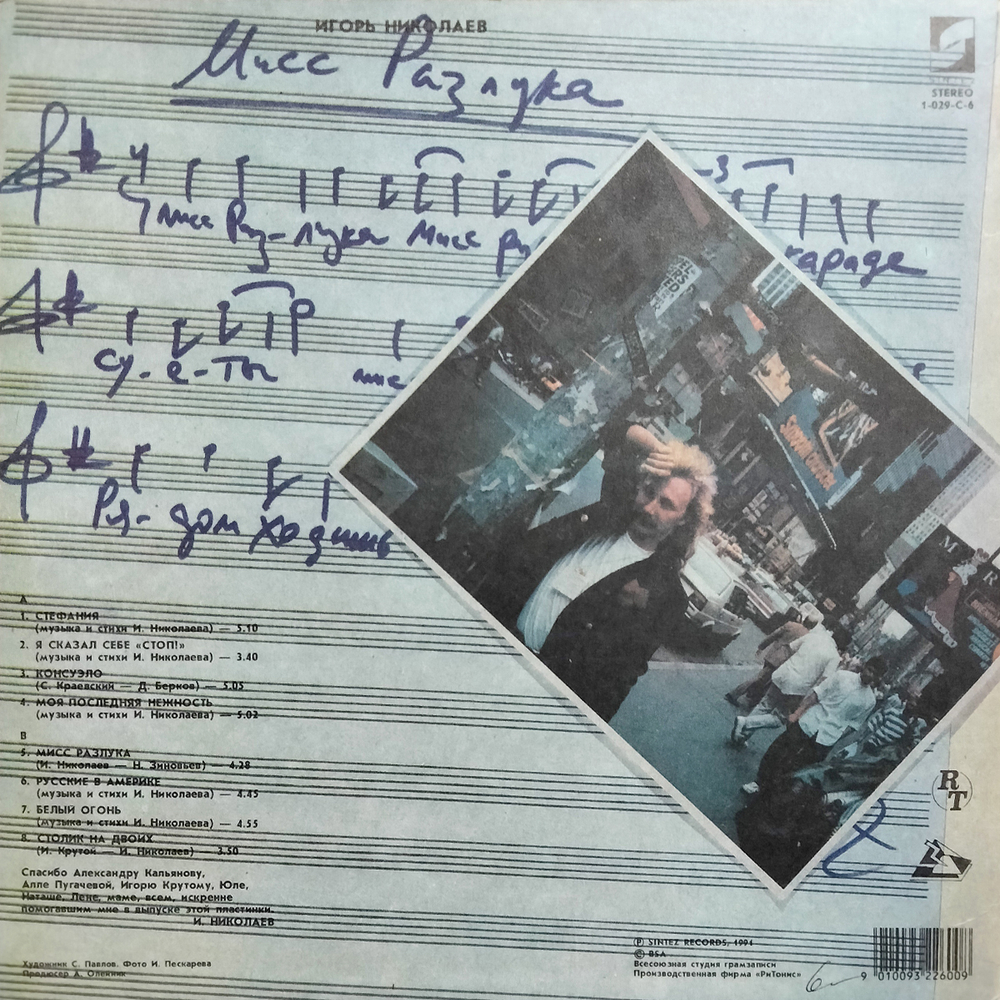 ИГОРЬ НИКОЛАЕВ
Мисс Разлука
STEREO
1-029-С-6
мисс Раз-лука Мисс
су-е-ты мис
Ря-дом ходишь
А
1. СТЕФАНИЯ
(музыка и стихи И. Николаева) — 5.10
2. Я СКАЗАЛ СЕБЕ «СТОП!»
(музыка и стихи И. Николаева) — 3.40
3. КОНСУЭЛО
(С. Краевский — Д. Берков) — 5.05
4. МОЯ ПОСЛЕДНЯЯ НЕЖНОСТЬ
(музыка и стихи И. Николаева) — 5.02
В
5. МИСС РАЗЛУКА
(И. Николаев — Н. Зиновьев) — 4.28
6. РУССКИЕ В АМЕРИКЕ
(музыка и стихи И. Николаева) — 4.45
7. БЕЛЫЙ ОГОНЬ
(музыка и стихи И. Николаева) — 4.55
8. СТОЛИК НА ДВОИХ
(И. Крутой — И. Николаев) — 3.50
Спасибо Александру Кальянову,
Алле Пугачевой, Игорю Крутому, Юле,
Наташе, Лене, маме, всем, искренне
помогавшим мне в выпуске этой пластинки.
И. НИКОЛАЕВ
Художник С. Павлов. Фото И. Пескарева
Продюсер А.
RT
Ⓟ SINTEZ RECORDS, 1991
© BSA
Всесоюзная студия грамзаписи
Производственная фирма «РиТонис»
9 010093 226009